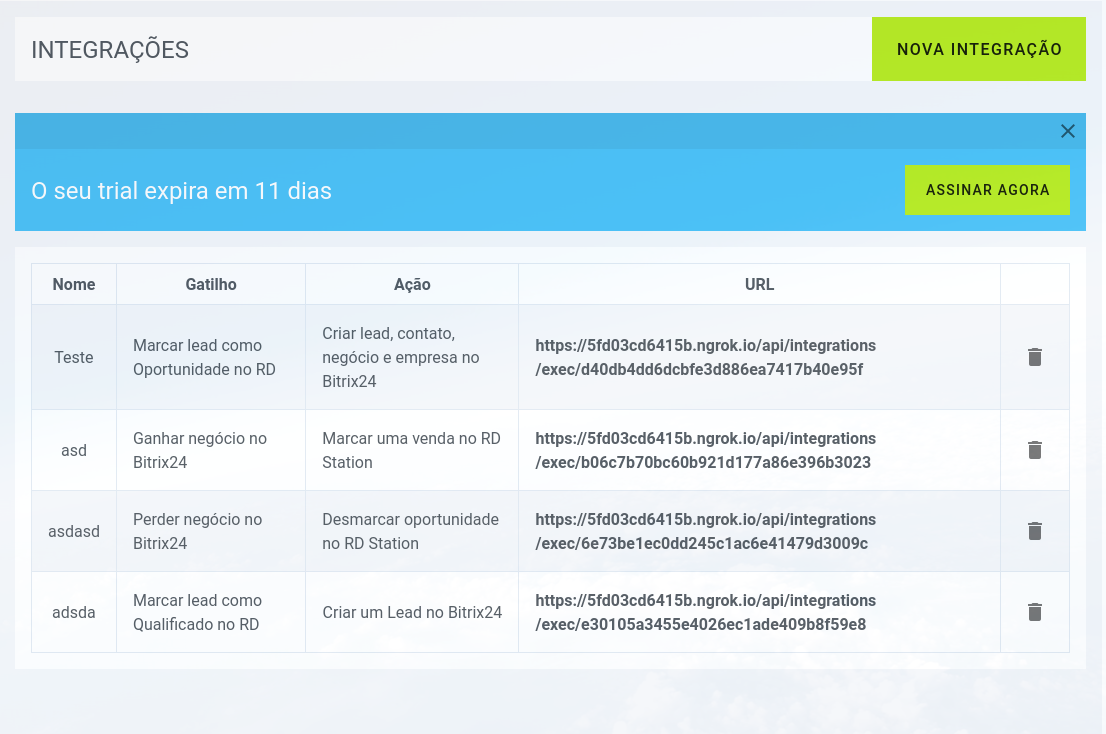 INTEGRAÇÕES
NOVA INTEGRAÇÃO
O seu trial expira em 11 dias
ASSINAR AGORA
Nome Gatilho Ação URL
Teste
Marcar lead como
Oportunidade no RD
Criar lead, contato,
negócio e empresa no
Bitrix24
https://5fd03cd6415b.ngrok.io/api/integrations
/exec/d40db4dd6dcbfe3d886ea7417b40e95f
asd
Ganhar negócio no
Bitrix24
Marcar uma venda no RD
Station
https://5fd03cd6415b.ngrok.io/api/integrations
/exec/b06c7b70bc60b921d177a86e396b3023
asdasd
Perder negócio no
Bitrix24
Desmarcar oportunidade
no RD Station
https://5fd03cd6415b.ngrok.io/api/integrations
/exec/6e73be1ec0dd245c1ac6e41479d3009c
adsda
Marcar lead como
Qualificado no RD
Criar um Lead no Bitrix24
https://5fd03cd6415b.ngrok.io/api/integrations
/exec/e30105a3455e4026ec1ade409b8f59e8